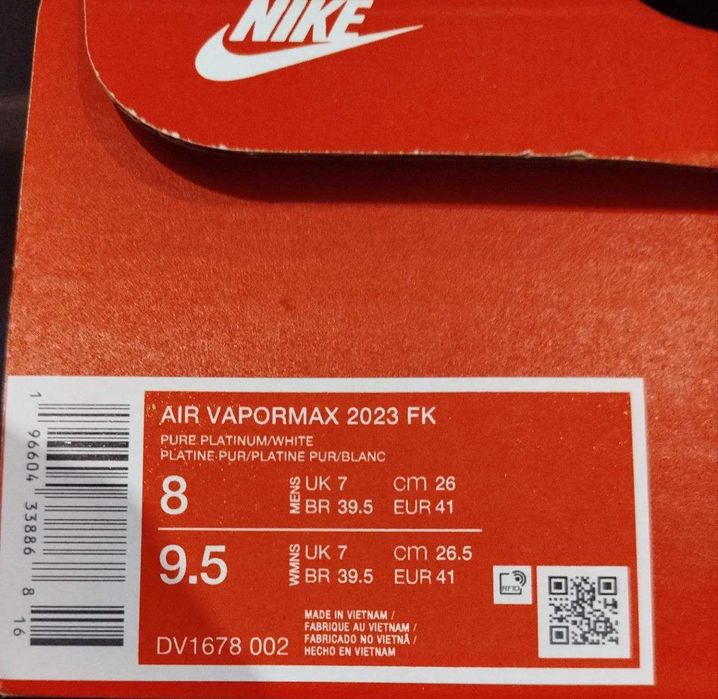 NIKE
AIR VAPORMAX 2023 FK
PURE PLATINUM/WHITE
PLATINE PUR/PLATINE PUR/BLANC
8 MENS UK 7 cm 26
BR 39.5 EUR 41
9.5 WMNS UK 7 cm 26.5
BR 39.5 EUR 41
RFID
DV1678 002
MADE IN VIETNAM /
FABRIQUE AU VIETNAM /
FABRICADO NO VIETNÃ /
HECHO EN VIETNAM
1 96604 33886 8 16